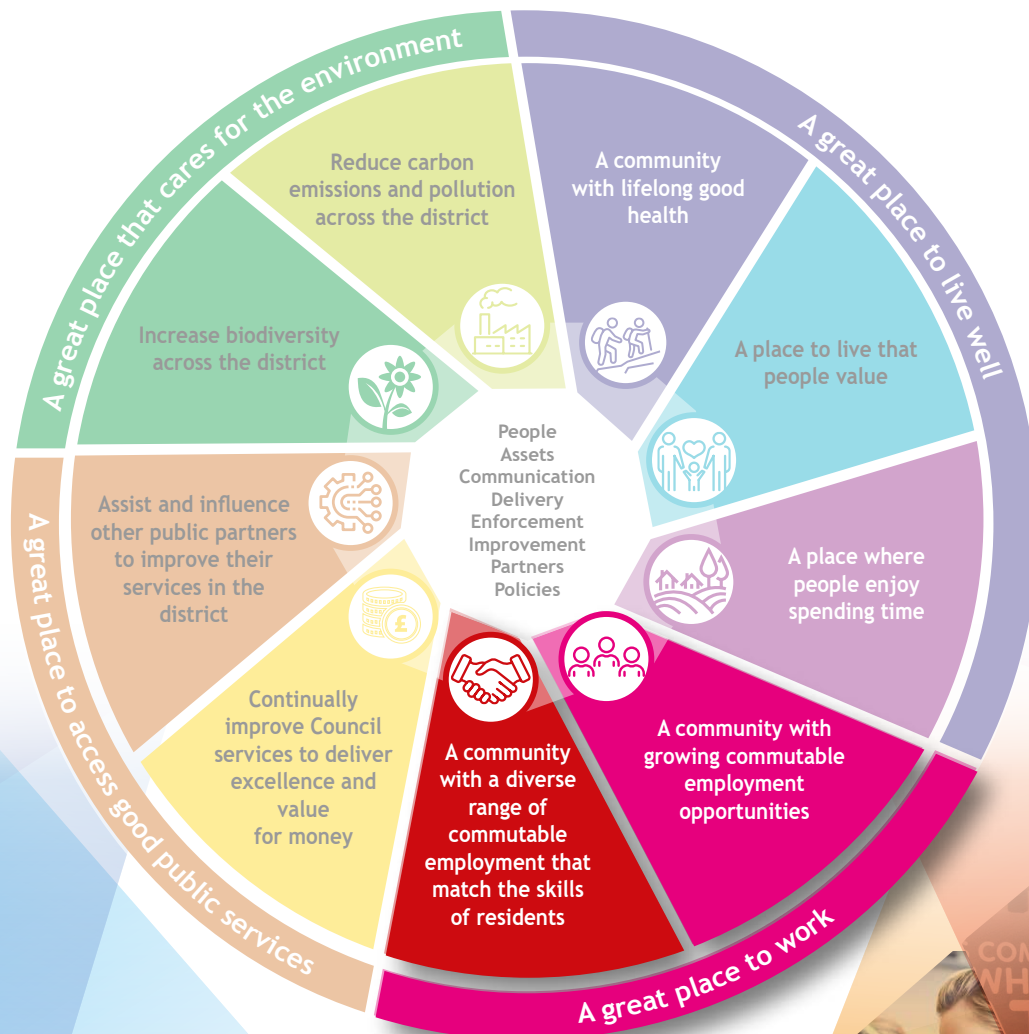 A great place that cares for the environment
Reduce carbon
emissions and pollution
across the district
Increase biodiversity
across the district
A great place to live well
A community
with lifelong good
health
A place to live that
people value
A place where
people enjoy
spending time
A great place to work
A community with
growing commutable
employment
opportunities
A community
with a diverse
range of
commutable
employment that
match the skills
of residents
A great place to access good public services
Continually
improve Council
services to deliver
excellence and
value
for money
£
Assist and influence
other public partners
to improve their
services in the
district
People
Assets
Communication
Delivery
Enforcement
Improvement
Partners
Policies